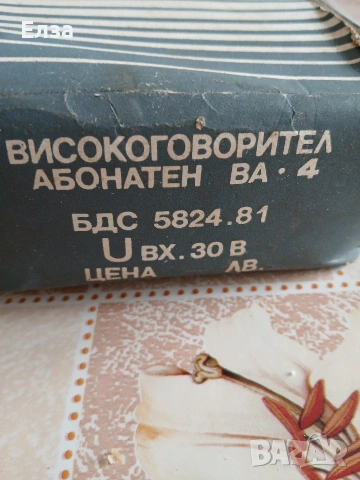 Елза
ВИСОКОГОВОРИТЕЛ
АБОНАТЕН ВА·4
БДС 5824.81
U ВХ. 30 В
ЦЕНА ЛВ.
BAZAR